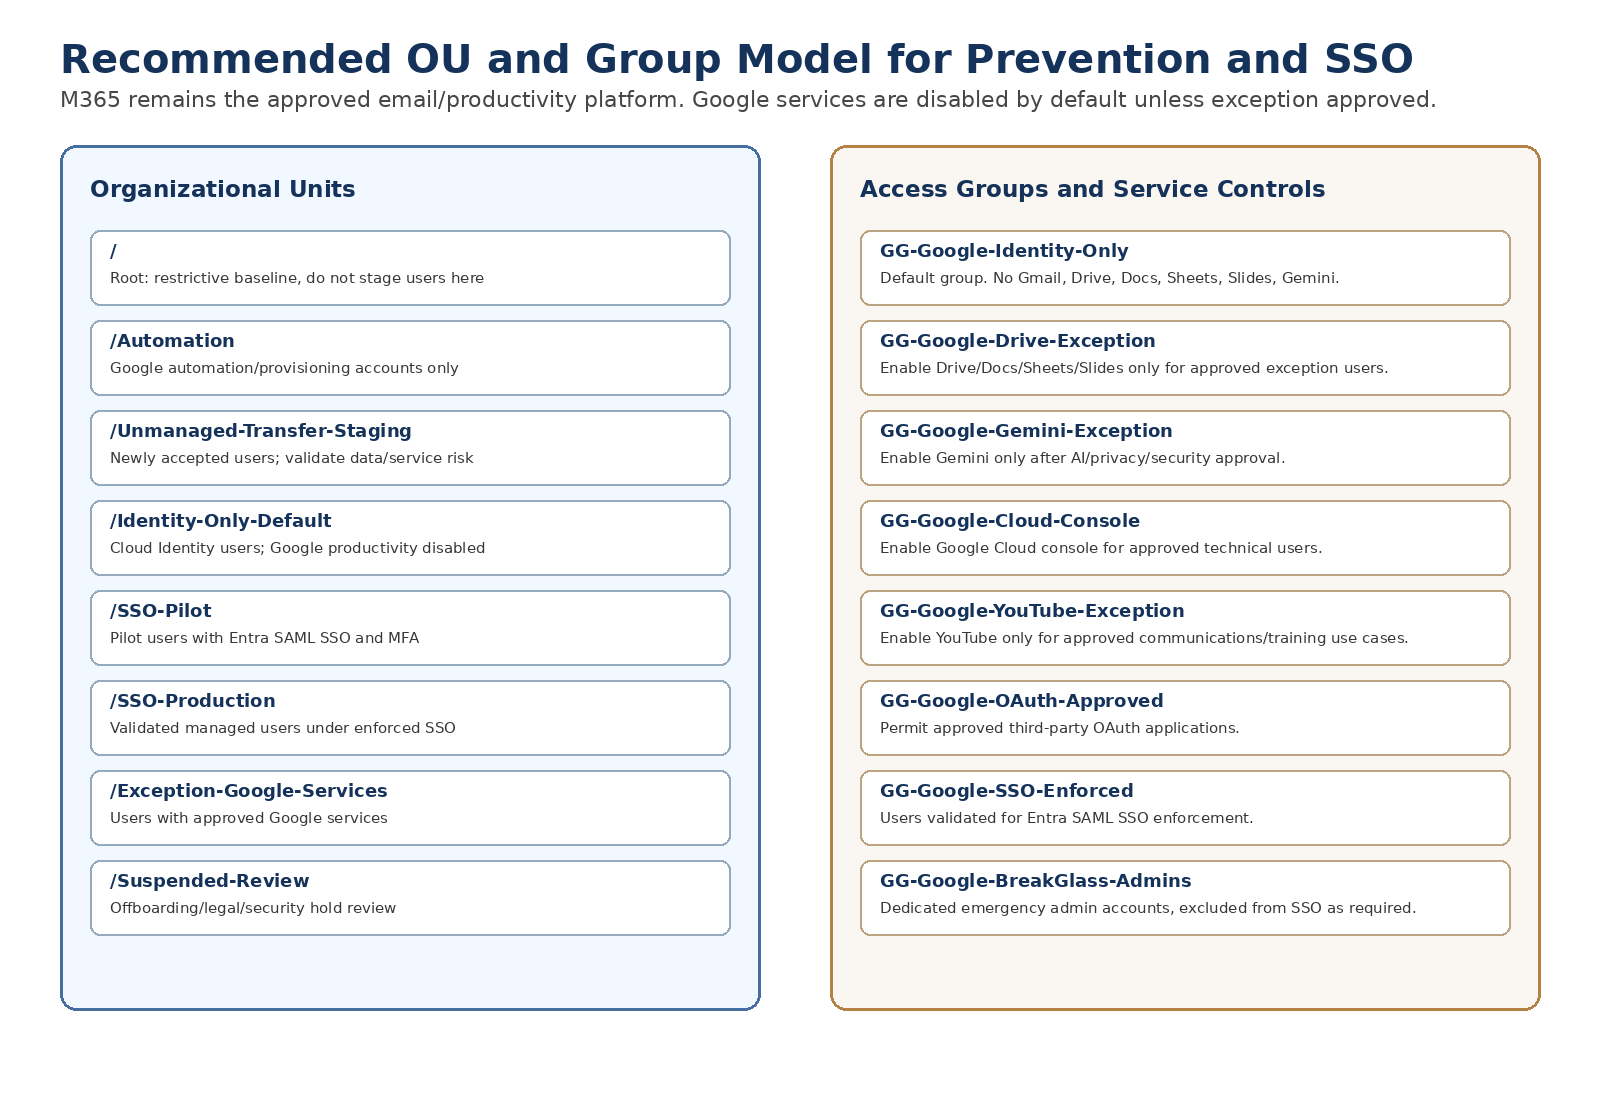 Recommended OU and Group Model for Prevention and SSO
M365 remains the approved email/productivity platform. Google services are disabled by default unless exception approved.
Organizational Units
/
Root: restrictive baseline, do not stage users here
/Automation
Google automation/provisioning accounts only
/Unmanaged-Transfer-Staging
Newly accepted users; validate data/service risk
/Identity-Only-Default
Cloud Identity users; Google productivity disabled
/SSO-Pilot
Pilot users with Entra SAML SSO and MFA
/SSO-Production
Validated managed users under enforced SSO
/Exception-Google-Services
Users with approved Google services
/Suspended-Review
Offboarding/legal/security hold review
Access Groups and Service Controls
GG-Google-Identity-Only
Default group. No Gmail, Drive, Docs, Sheets, Slides, Gemini.
GG-Google-Drive-Exception
Enable Drive/Docs/Sheets/Slides only for approved exception users.
GG-Google-Gemini-Exception
Enable Gemini only after AI/privacy/security approval.
GG-Google-Cloud-Console
Enable Google Cloud console for approved technical users.
GG-Google-YouTube-Exception
Enable YouTube only for approved communications/training use cases.
GG-Google-OAuth-Approved
Permit approved third-party OAuth applications.
GG-Google-SSO-Enforced
Users validated for Entra SAML SSO enforcement.
GG-Google-BreakGlass-Admins
Dedicated emergency admin accounts, excluded from SSO as required.